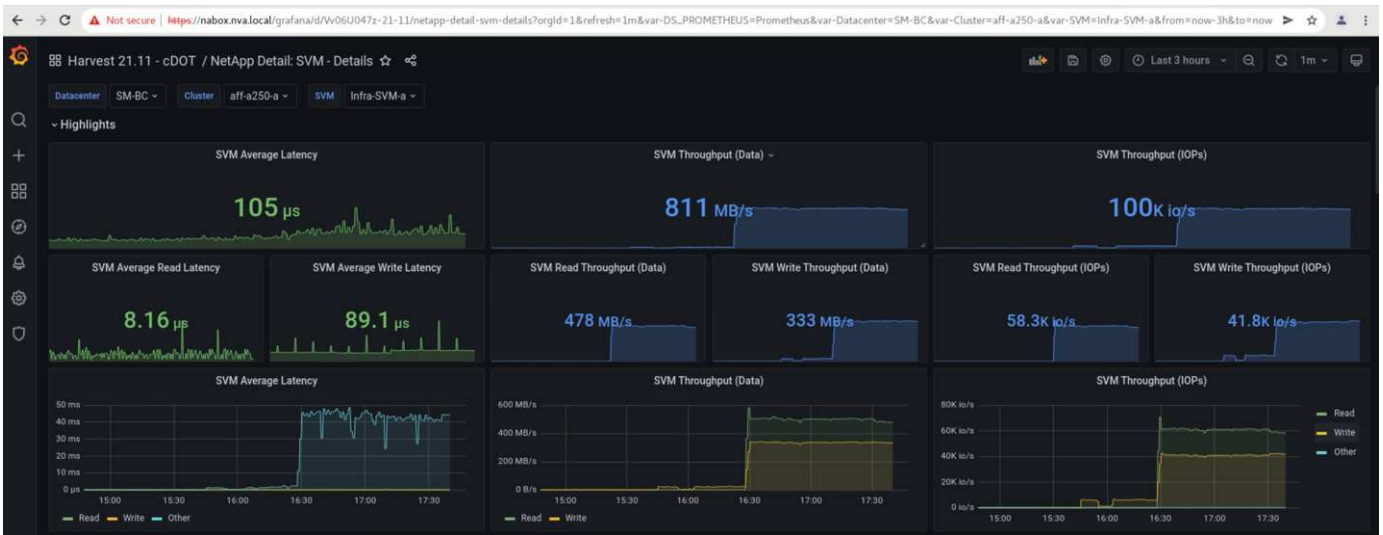 Not secure | https://nabox.nva.local/grafana/d/Vv06U047z-21-11/netapp-detail-svm-details?orgId=1&refresh=1m&var-DS_PROMETHEUS=Prometheus&var-Datacenter=SM-BC&var-Cluster=aff-a250-a&var-SVM=Infra-SVM-a&from=now-3h&to=now
Harvest 21.11 - cDOT / NetApp Detail: SVM - Details
Last 3 hours
1m
Datacenter SM-BC Cluster aff-a250-a SVM Infra-SVM-a
Highlights
SVM Average Latency
105 µs
SVM Throughput (Data)
811 MB/s
SVM Throughput (IOPs)
100K io/s
SVM Average Read Latency
8.16 µs
SVM Average Write Latency
89.1 µs
SVM Read Throughput (Data)
478 MB/s
SVM Write Throughput (Data)
333 MB/s
SVM Read Throughput (IOPs)
58.3K io/s
SVM Write Throughput (IOPs)
41.8K io/s
SVM Average Latency
50 ms
40 ms
30 ms
20 ms
10 ms
0 µs
15:00 15:30 16:00 16:30 17:00 17:30
Read Write Other
SVM Throughput (Data)
600 MB/s
400 MB/s
200 MB/s
0 B/s
15:00 15:30 16:00 16:30 17:00 17:30
Read Write
SVM Throughput (IOPs)
80K io/s
60K io/s
40K io/s
20K io/s
0 io/s
15:00 15:30 16:00 16:30 17:00 17:30
Read
Write
Other